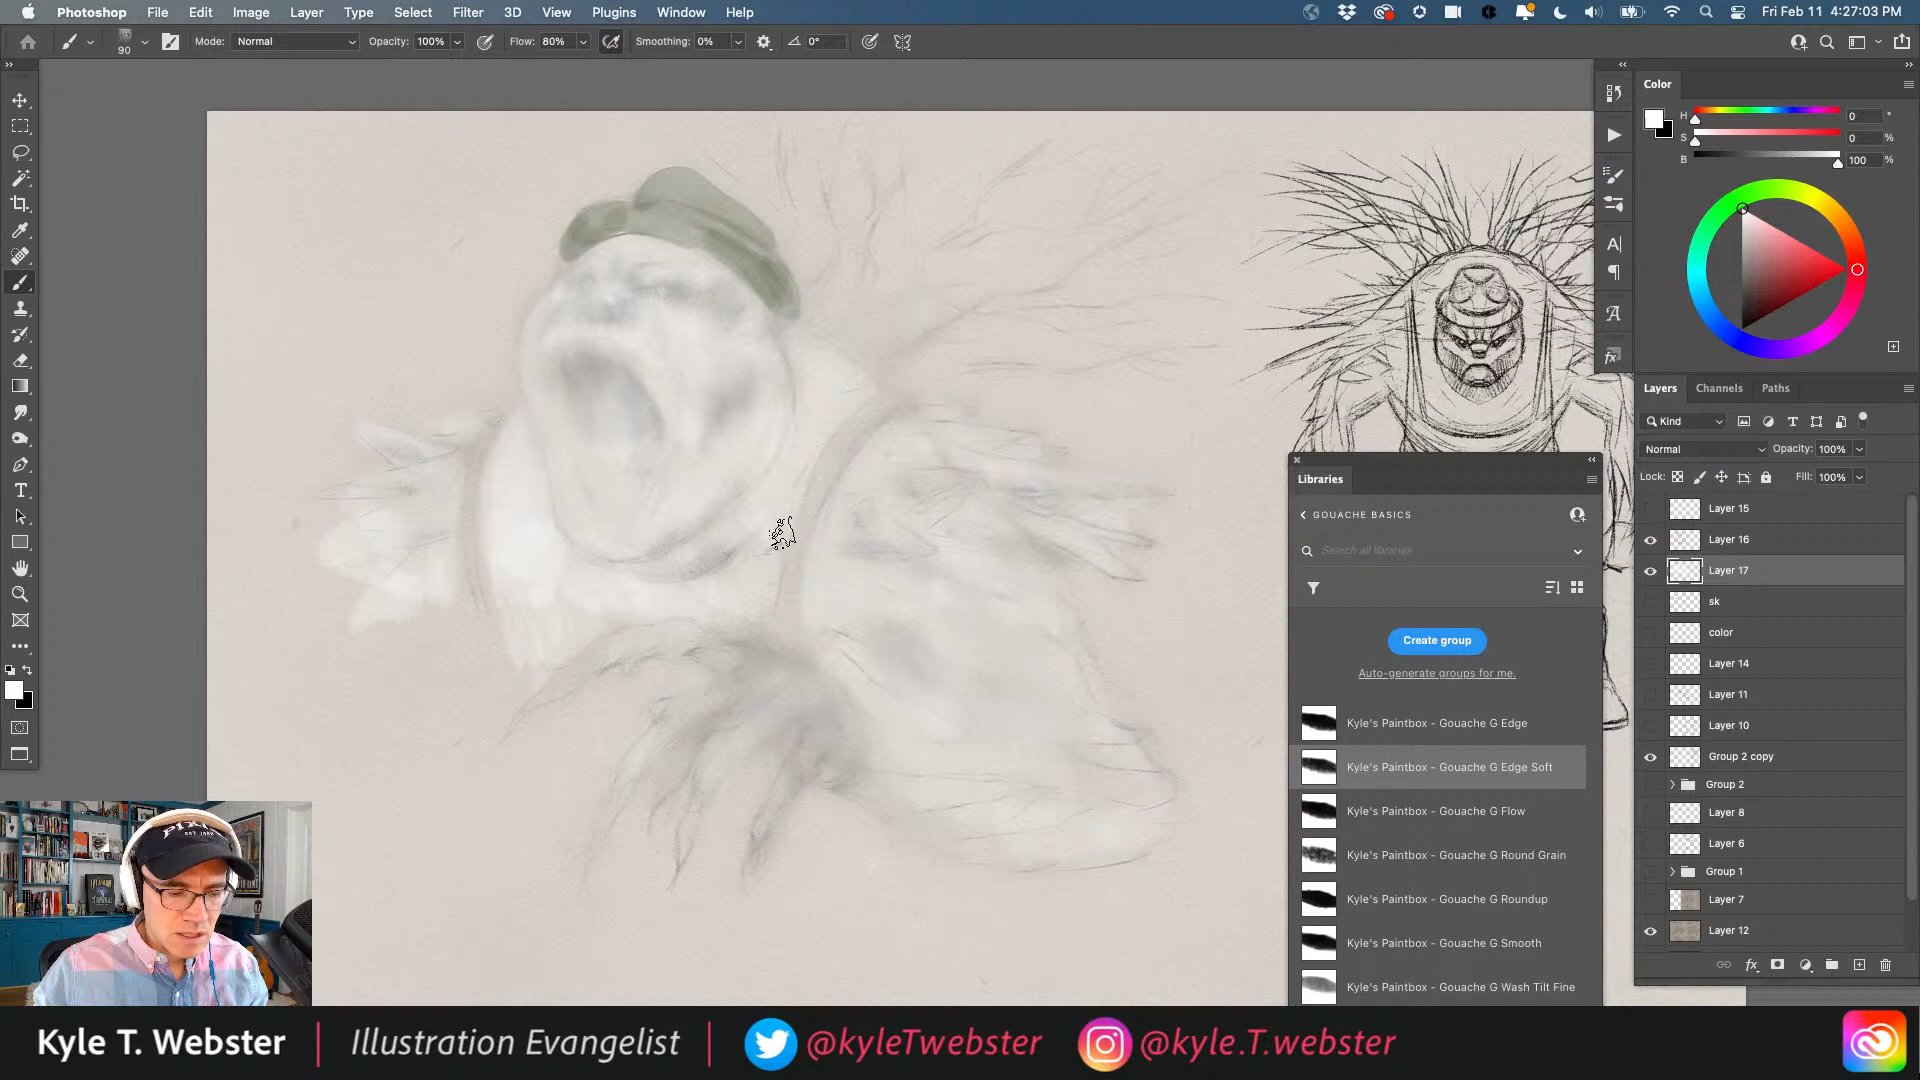 Photoshop File Edit Image Layer Type Select Filter 3D View Plugins Window Help Fri Feb 11 4:27:03 PM
90 Mode: Normal Opacity: 100% Flow: 80% Smoothing: 0% 0°
Color
H 0 °
S 0 %
B 100 %
Layers Channels Paths
Kind
Normal Opacity: 100%
Lock: Fill: 100%
Layer 15
Layer 16
Layer 17
sk
color
Layer 14
Layer 11
Layer 10
Group 2 copy
Group 2
Layer 8
Layer 6
Group 1
Layer 7
Layer 12
Libraries
GOUACHE BASICS
Search all libraries
Create group
Auto-generate groups for me.
Kyle's Paintbox - Gouache G Edge
Kyle's Paintbox - Gouache G Edge Soft
Kyle's Paintbox - Gouache G Flow
Kyle's Paintbox - Gouache G Round Grain
Kyle's Paintbox - Gouache G Roundup
Kyle's Paintbox - Gouache G Smooth
Kyle's Paintbox - Gouache G Wash Tilt Fine
Kyle T. Webster | Illustration Evangelist | @kyleTwebster @kyle.T.webster